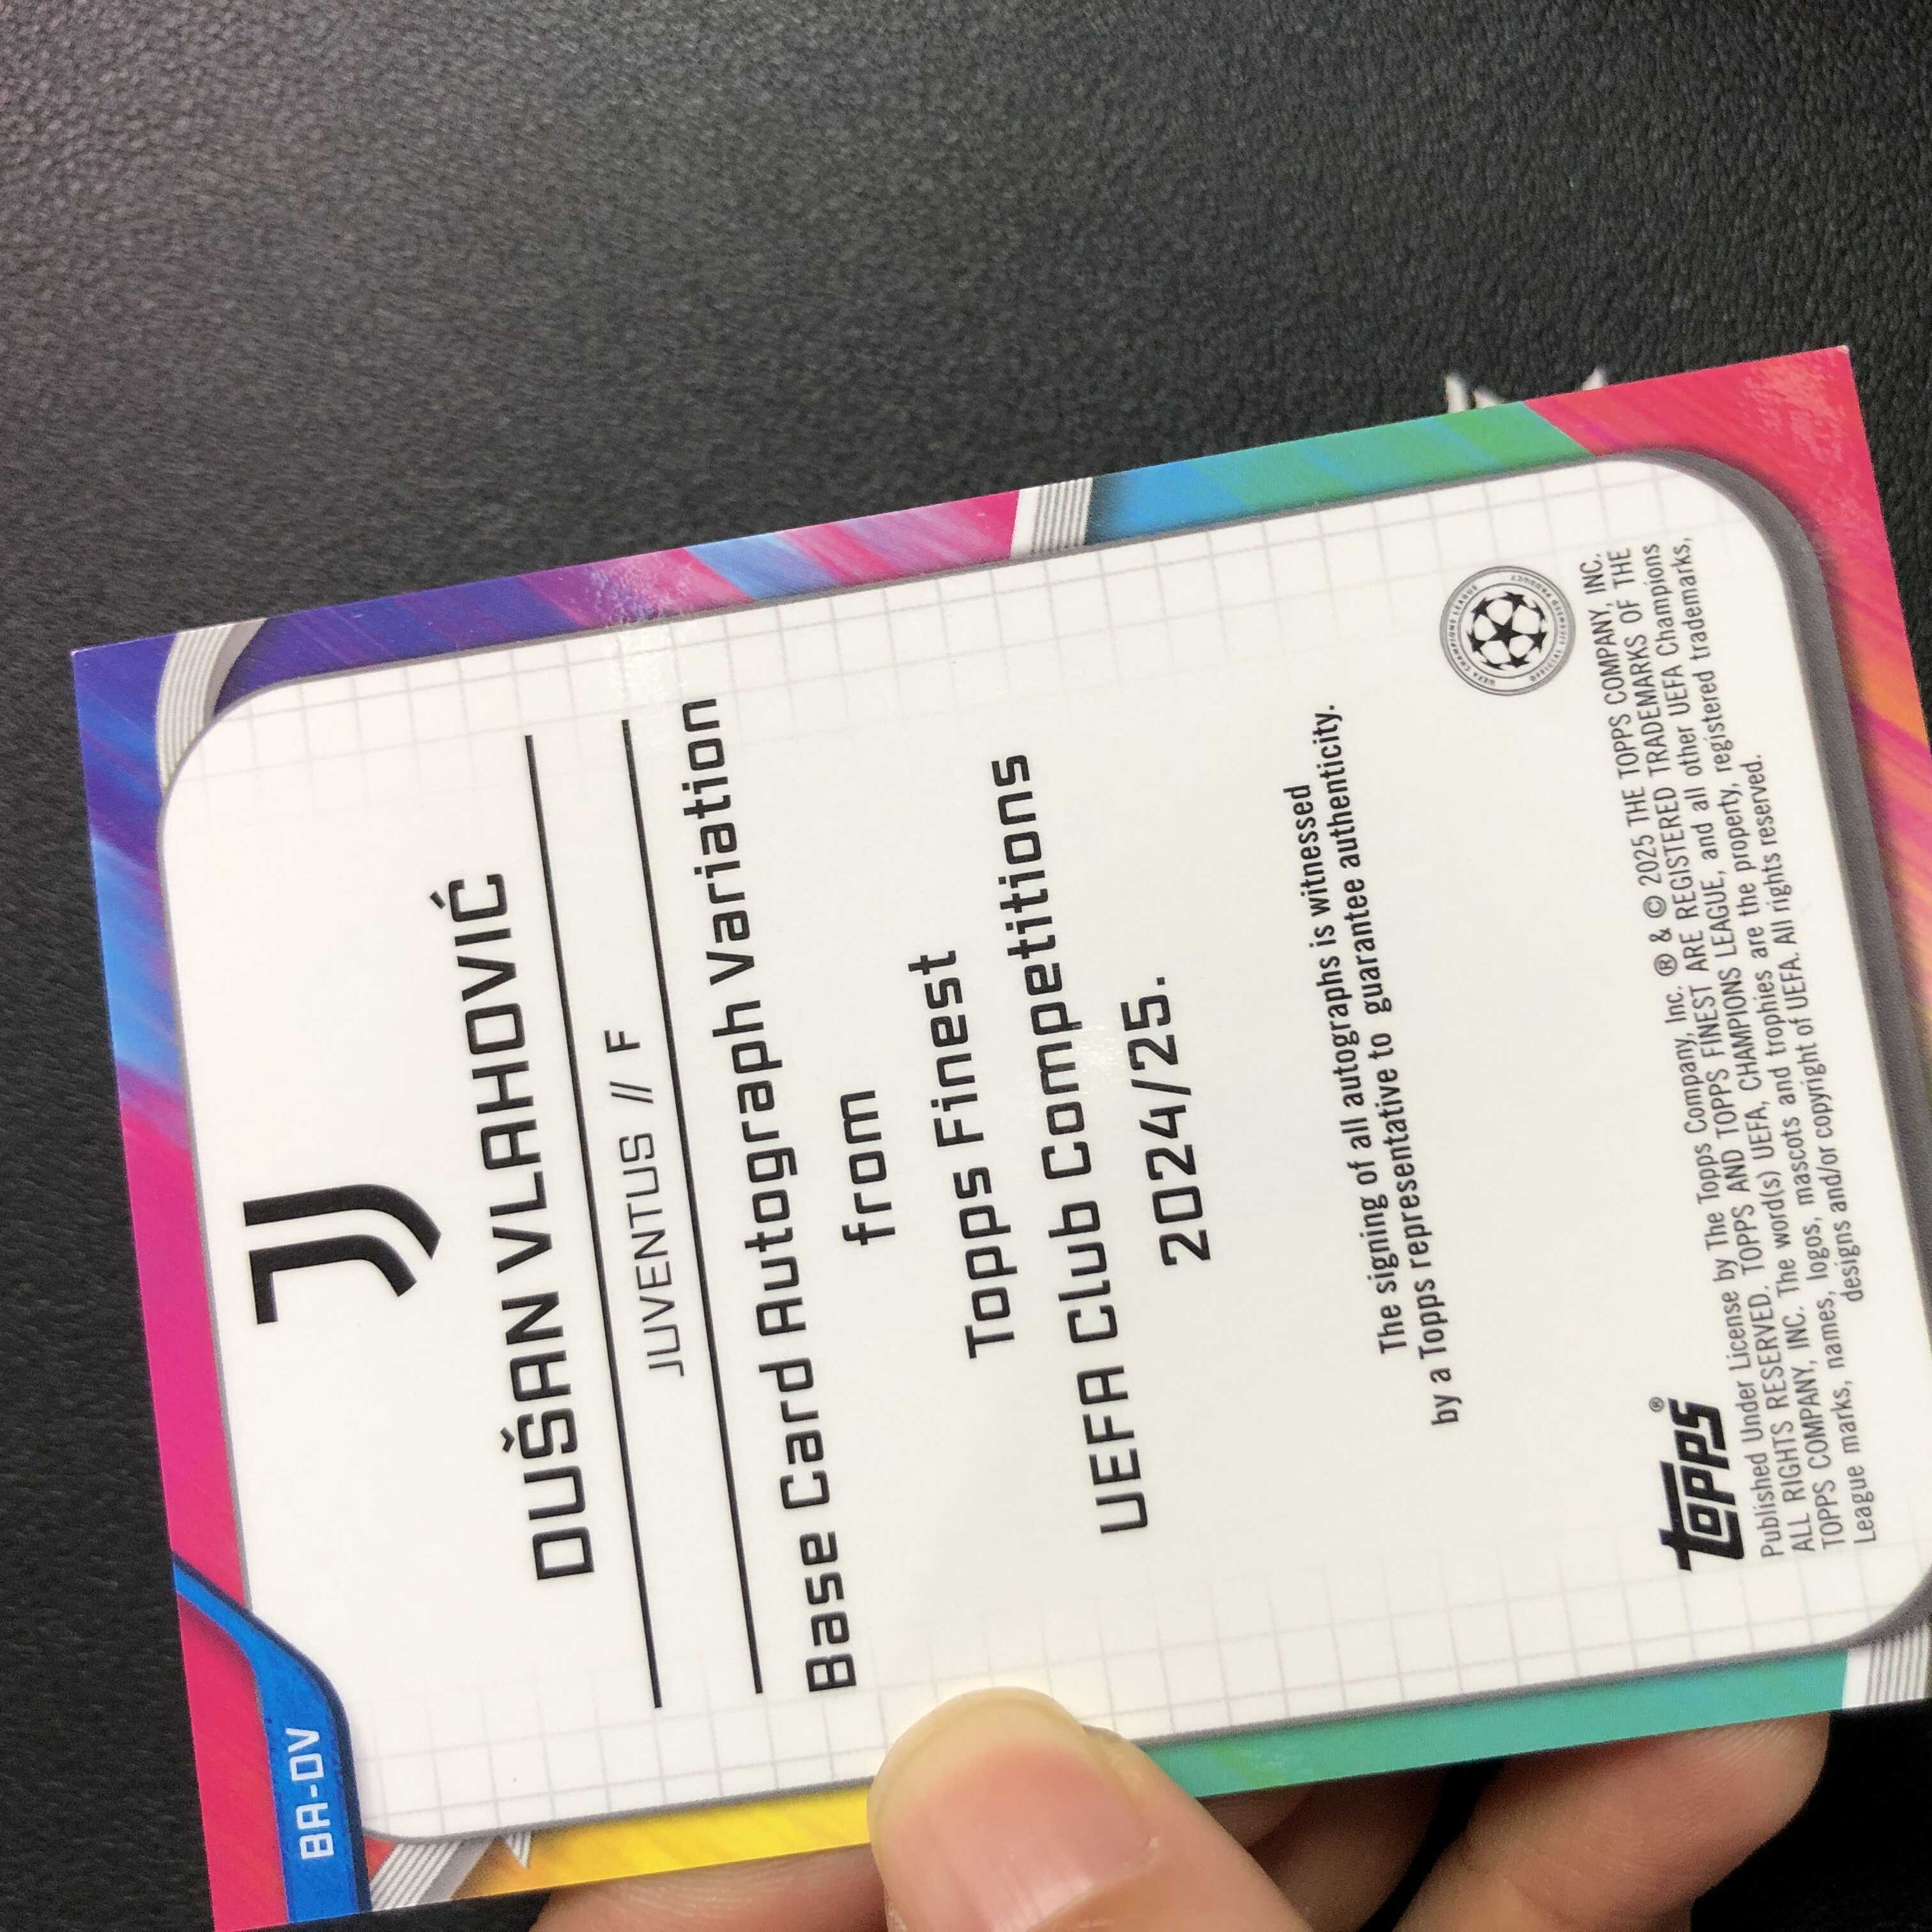 BA-DV
DUŠAN VLAHOVIĆ
JUVENTUS // F
Base Card Autograph Variation
from
Topps Finest
UEFA Club Competitions
2024/25.
The signing of all autographs is witnessed
by a Topps representative to guarantee authenticity.
topps®
Published Under License by The Topps Company, Inc. ® & © 2025 THE TOPPS COMPANY, INC.
ALL RIGHTS RESERVED. TOPPS AND TOPPS FINEST ARE REGISTERED TRADEMARKS OF THE
TOPPS COMPANY, INC. The word(s) UEFA, CHAMPIONS LEAGUE, and all other UEFA Champions
League marks, names, logos, mascots and trophies are the property, registered trademarks,
designs and/or copyright of UEFA. All rights reserved.